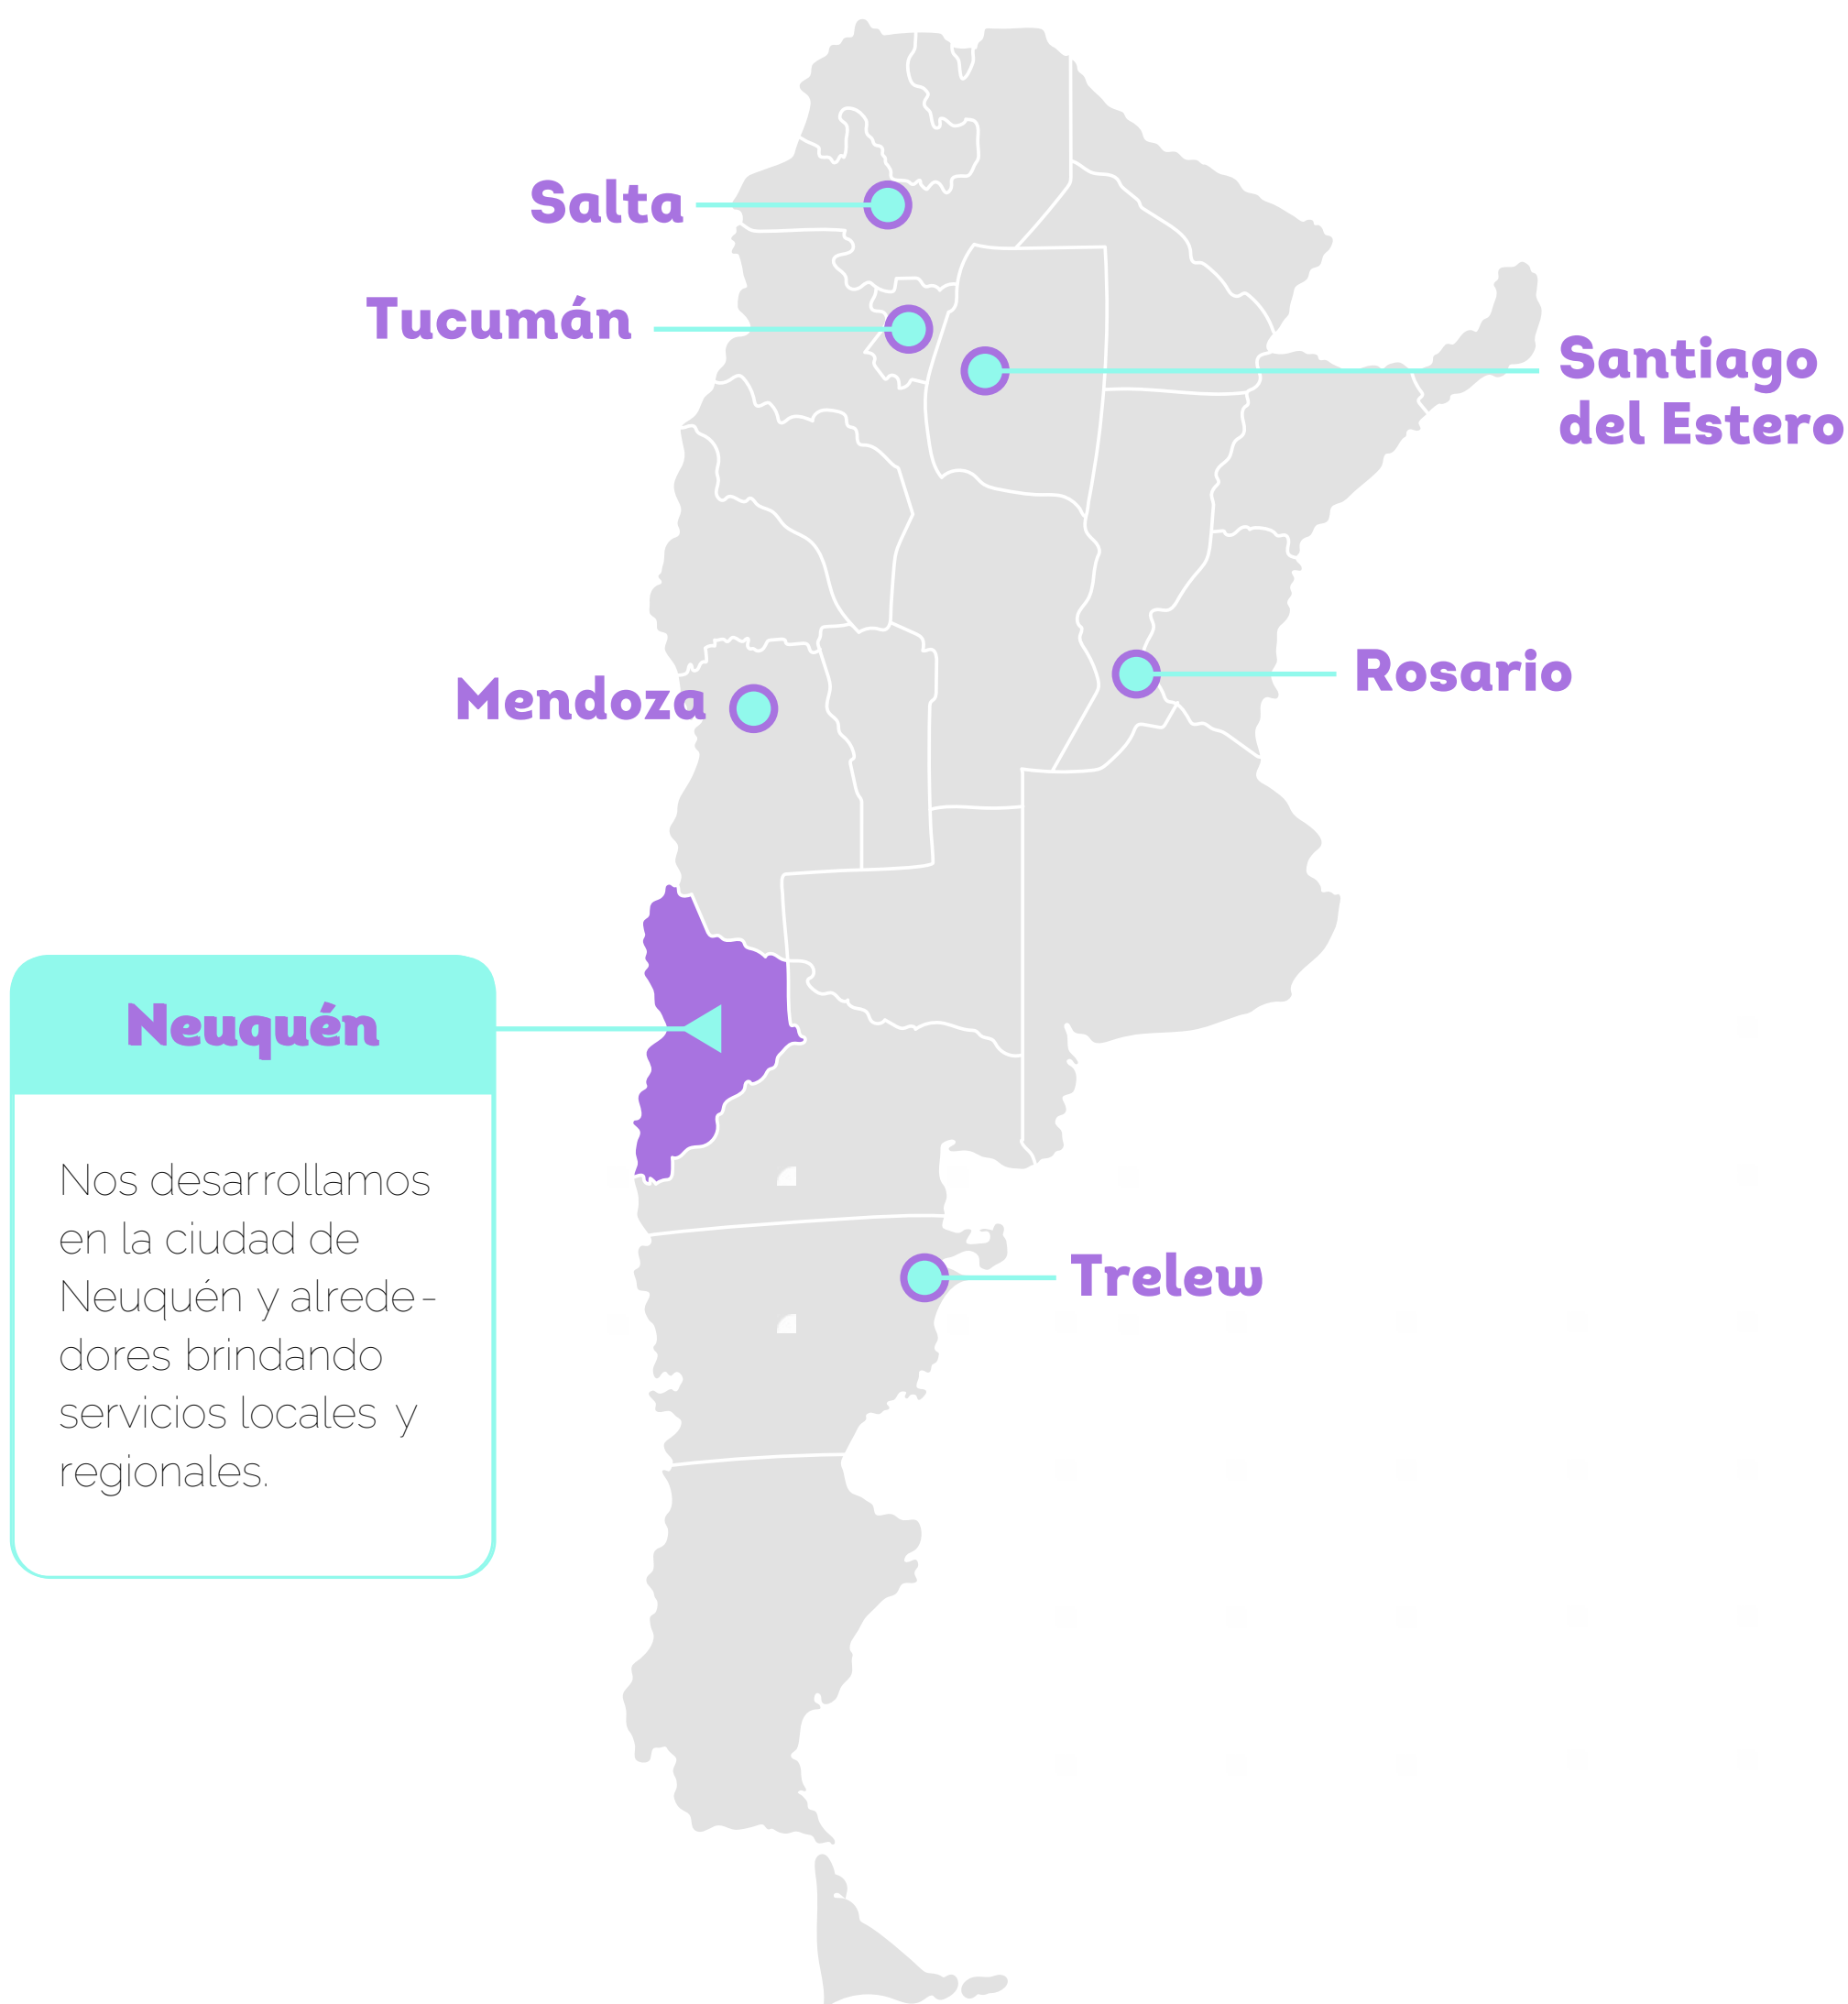 Salta
Tucumán
Santiago
del Estero
Rosario
Mendoza
Neuquén
Nos desarrollamos
en la ciudad de
Neuquén y alrede-
dores brindando
servicios locales y
regionales.
Trelew